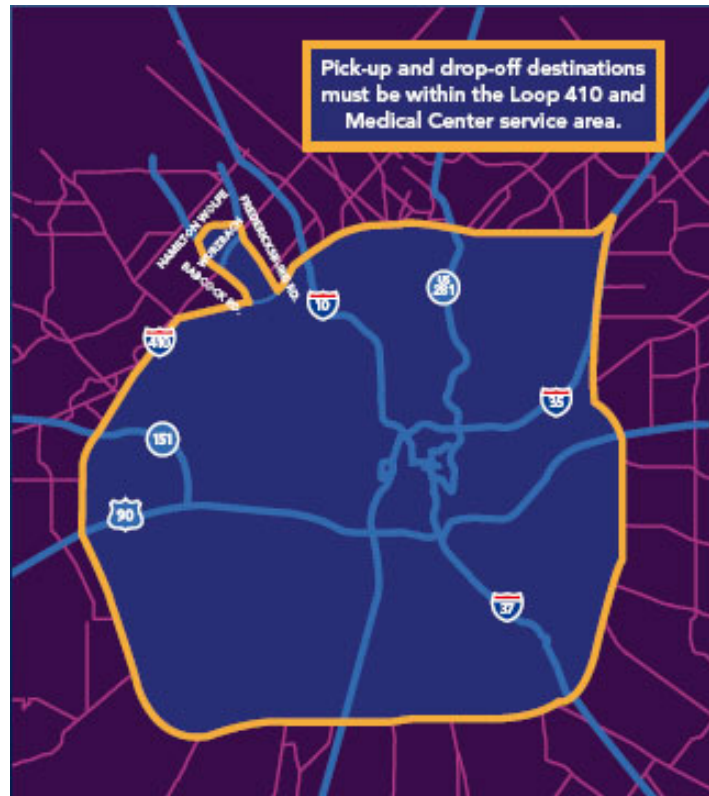 Pick-up and drop-off destinations
must be within the Loop 410 and
Medical Center service area.
HAMILTON WOLFE
WURZBACH
BABCOCK RD.
FREDERICKSBURG RD.
10
US
281
410
35
151
90
37